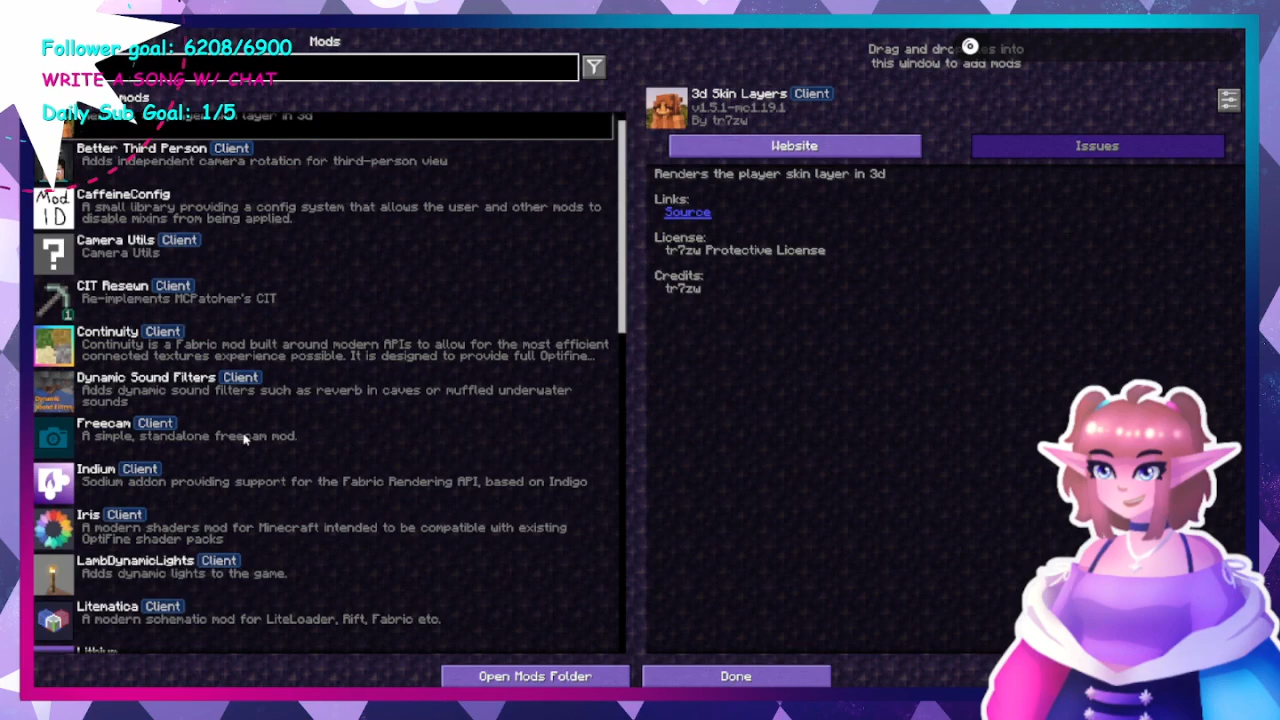 Follower goal: 6208/6900
WRITE A SONG W/ CHAT
Daily Sub Goal: 1/5
Mods
mods
layer in 3d
Better Third Person Client
Adds independent camera rotation for third-person view
Mod ID
CaffeineConfig
A small library providing a config system that allows the user and other mods to
disable mixins from being applied.
Camera Utils Client
Camera Utils
CIT Resewn Client
Re-implements MCPatcher's CIT
1
Continuity Client
Continuity is a Fabric mod built around modern APIs to allow for the most efficient
connected textures experience possible. It is designed to provide full Optifine...
Dynamic Sound Filters Client
Adds dynamic sound filters such as reverb in caves or muffled underwater
sounds
Dynamic
Sound Filters
Freecam Client
A simple, standalone freecam mod.
Indium Client
Sodium addon providing support for the Fabric Rendering API, based on Indigo
Iris Client
A modern shaders mod for Minecraft intended to be compatible with existing
OptiFine shader packs
LambDynamicLights Client
Adds dynamic lights to the game.
Litematica Client
A modern schematic mod for LiteLoader, Rift, Fabric etc.
Open Mods Folder
Done
Drag and drop into
this window to add mods
3d Skin Layers Client
v1.5.1-mc1.19.1
By tr7zw
Website
Issues
Renders the player skin layer in 3d
Links:
Source
License:
tr7zw Protective License
Credits:
tr7zw